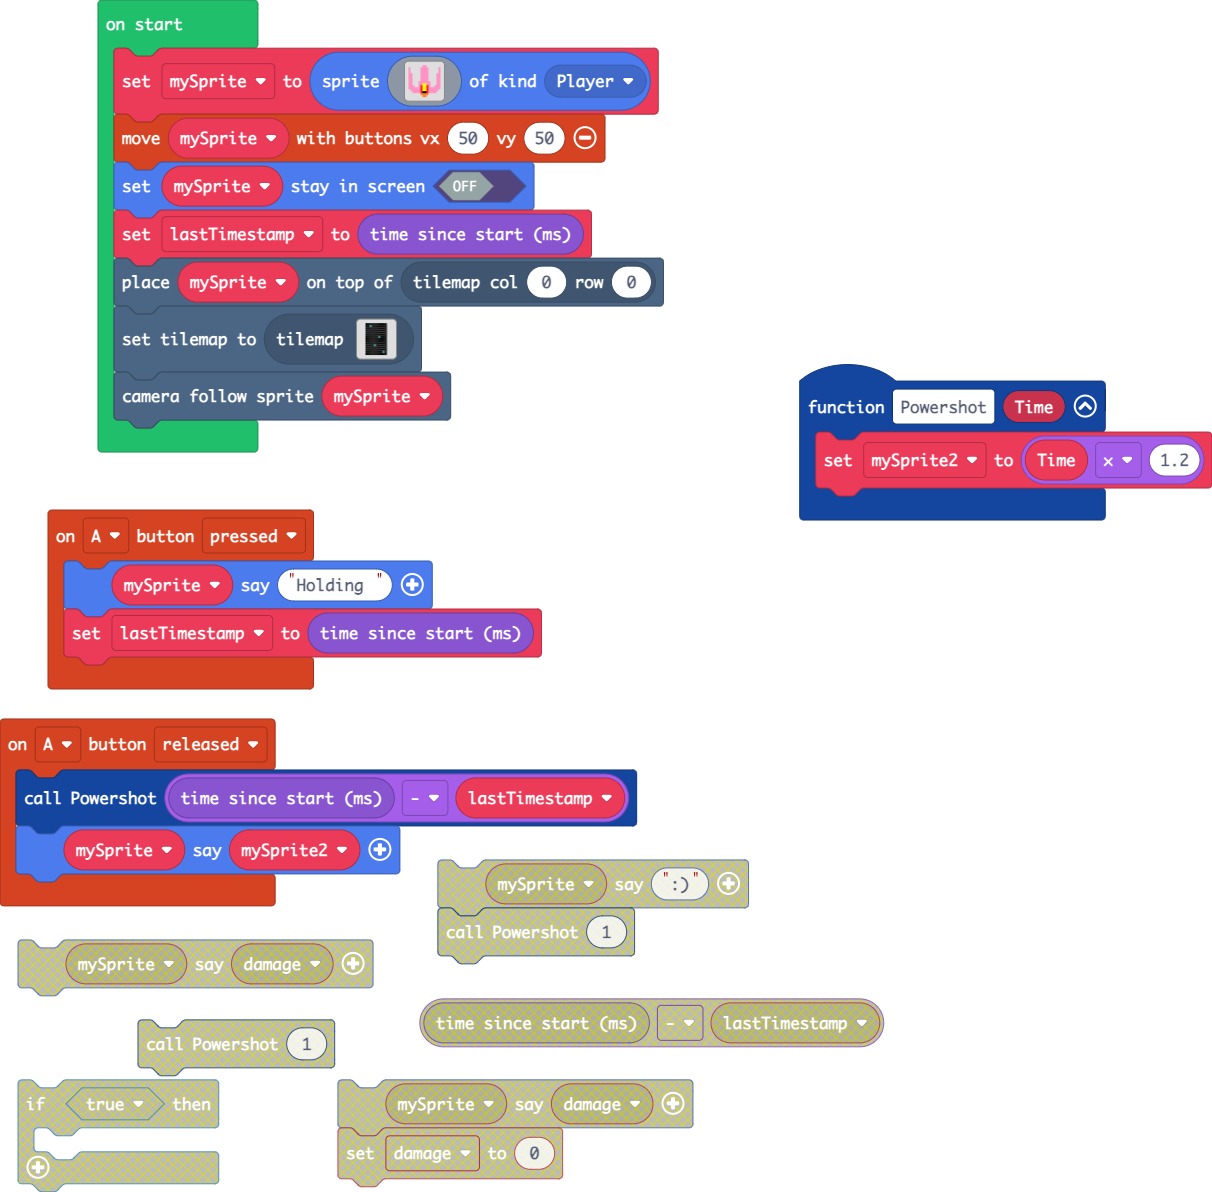 on start
set mySprite to sprite of kind Player
move mySprite with buttons vx 50 vy 50
set mySprite stay in screen OFF
set lastTimestamp to time since start (ms)
place mySprite on top of tilemap col 0 row 0
set tilemap to tilemap
camera follow sprite mySprite
function Powershot Time
set mySprite2 to Time × 1.2
on A button pressed
mySprite say "Holding "
set lastTimestamp to time since start (ms)
on A button released
call Powershot time since start (ms) - lastTimestamp
mySprite say mySprite2
mySprite say ":)"
call Powershot 1
mySprite say damage
time since start (ms) - lastTimestamp
call Powershot 1
if true then
mySprite say damage
set damage to 0